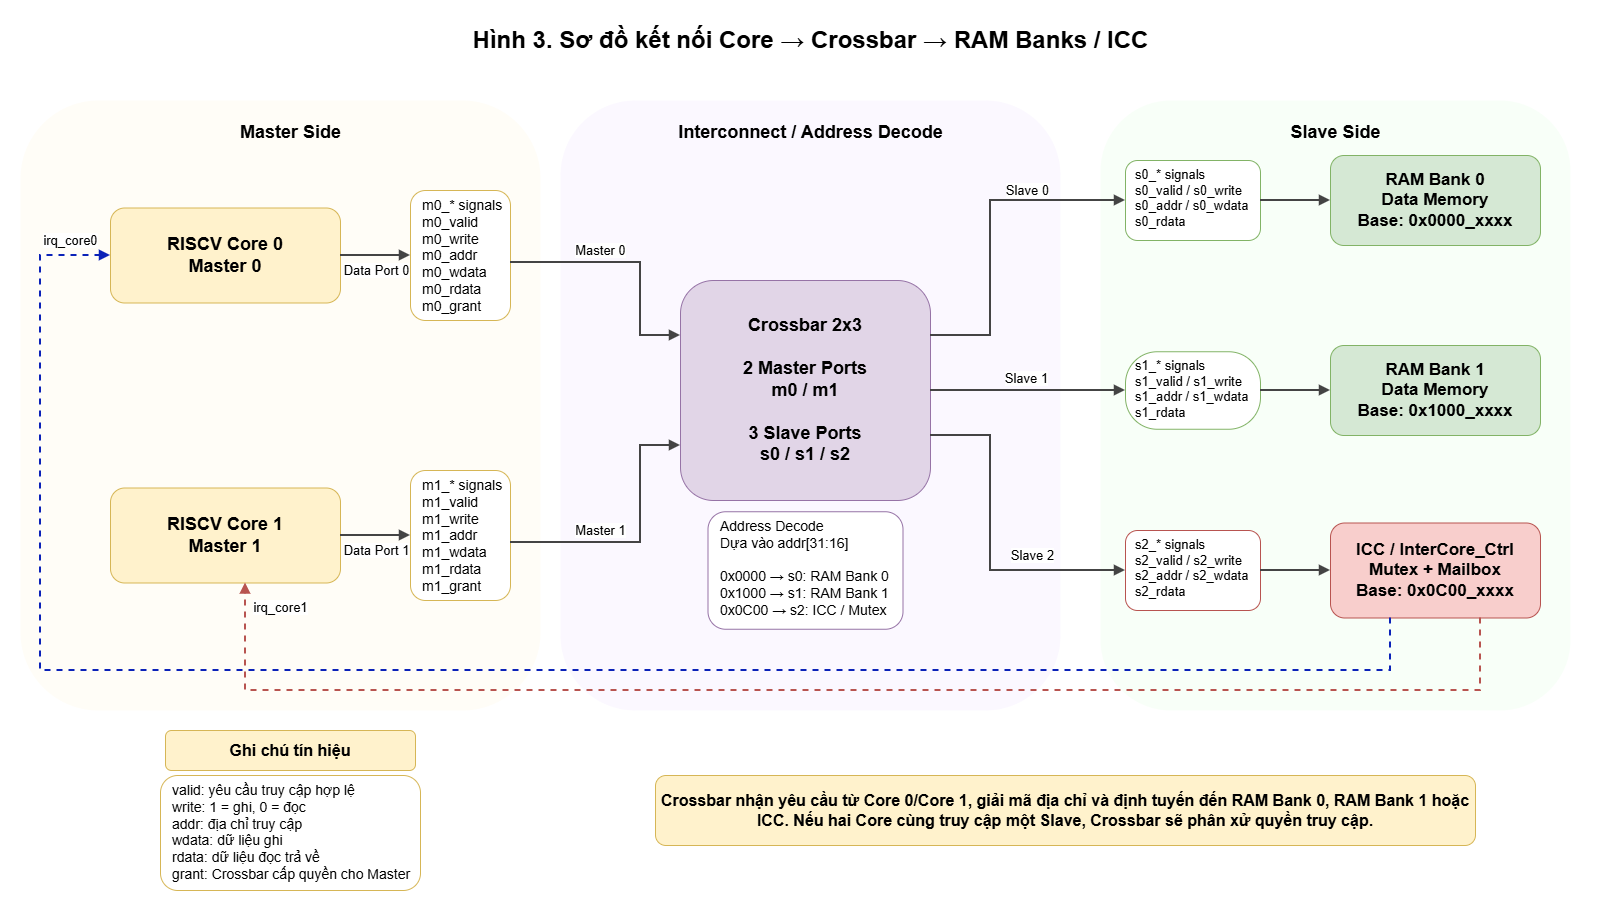 Hình 3. Sơ đồ kết nối Core → Crossbar → RAM Banks / ICC
Master Side
Interconnect / Address Decode
Slave Side
irq_core0
RISCV Core 0
Master 0
Data Port 0
m0_* signals
m0_valid
m0_write
m0_addr
m0_wdata
m0_rdata
m0_grant
Master 0
Crossbar 2x3
2 Master Ports
m0 / m1
3 Slave Ports
s0 / s1 / s2
Slave 0
s0_* signals
s0_valid / s0_write
s0_addr / s0_wdata
s0_rdata
RAM Bank 0
Data Memory
Base: 0x0000_xxxx
Slave 1
s1_* signals
s1_valid / s1_write
s1_addr / s1_wdata
s1_rdata
RAM Bank 1
Data Memory
Base: 0x1000_xxxx
RISCV Core 1
Master 1
Data Port 1
m1_* signals
m1_valid
m1_write
m1_addr
m1_wdata
m1_rdata
m1_grant
Master 1
irq_core1
Address Decode
Dựa vào addr[31:16]
0x0000 → s0: RAM Bank 0
0x1000 → s1: RAM Bank 1
0x0C00 → s2: ICC / Mutex
Slave 2
s2_* signals
s2_valid / s2_write
s2_addr / s2_wdata
s2_rdata
ICC / InterCore_Ctrl
Mutex + Mailbox
Base: 0x0C00_xxxx
Ghi chú tín hiệu
valid: yêu cầu truy cập hợp lệ
write: 1 = ghi, 0 = đọc
addr: địa chỉ truy cập
wdata: dữ liệu ghi
rdata: dữ liệu đọc trả về
grant: Crossbar cấp quyền cho Master
Crossbar nhận yêu cầu từ Core 0/Core 1, giải mã địa chỉ và định tuyến đến RAM Bank 0, RAM Bank 1 hoặc
ICC. Nếu hai Core cùng truy cập một Slave, Crossbar sẽ phân xử quyền truy cập.